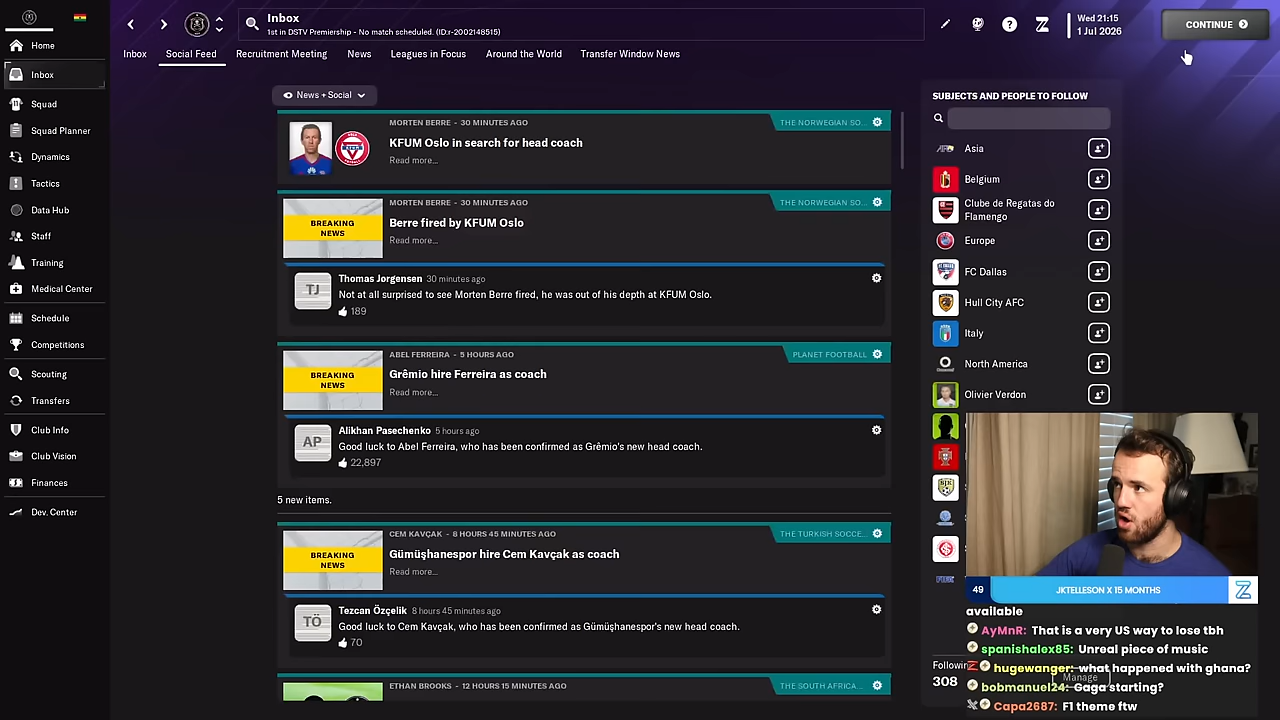 Inbox
1st in DSTV Premiership - No match scheduled. (ID:r-2002148515)
Wed 21:15
1 Jul 2026
CONTINUE
Inbox
Social Feed
Recruitment Meeting
News
Leagues in Focus
Around the World
Transfer Window News
Home
Inbox
Squad
Squad Planner
Dynamics
Tactics
Data Hub
Staff
Training
Medical Center
Schedule
Competitions
Scouting
Transfers
Club Info
Club Vision
Finances
Dev. Center
News + Social
MORTEN BERRE - 30 MINUTES AGO
THE NORWEGIAN SO...
KFUM Oslo in search for head coach
Read more...
MORTEN BERRE - 30 MINUTES AGO
THE NORWEGIAN SO...
BREAKING
NEWS
Berre fired by KFUM Oslo
Read more...
TJ
Thomas Jorgensen 30 minutes ago
Not at all surprised to see Morten Berre fired, he was out of his depth at KFUM Oslo.
189
ABEL FERREIRA - 5 HOURS AGO
PLANET FOOTBALL
BREAKING
NEWS
Grêmio hire Ferreira as coach
Read more...
AP
Alikhan Pasechenko 5 hours ago
Good luck to Abel Ferreira, who has been confirmed as Grêmio's new head coach.
22,897
5 new items.
CEM KAVÇAK - 8 HOURS 45 MINUTES AGO
THE TURKISH SOCCE...
BREAKING
NEWS
Gümüşhanespor hire Cem Kavçak as coach
Read more...
TÖ
Tezcan Özçelik 8 hours 45 minutes ago
Good luck to Cem Kavçak, who has been confirmed as Gümüşhanespor's new head coach.
70
ETHAN BROOKS - 12 HOURS 15 MINUTES AGO
THE SOUTH AFRICA...
SUBJECTS AND PEOPLE TO FOLLOW
Asia
Belgium
Clube de Regatas do
Flamengo
Europe
FC Dallas
Hull City AFC
Italy
North America
Olivier Verdon
Followin
308
Manage
49
JKTELLESON X 15 MONTHS
available
AyMnR: That is a very US way to lose tbh
spanishalex85: Unreal piece of music
hugewanger: what happened with ghana?
bobmanuel24: Gaga starting?
Capa2687: F1 theme ftw